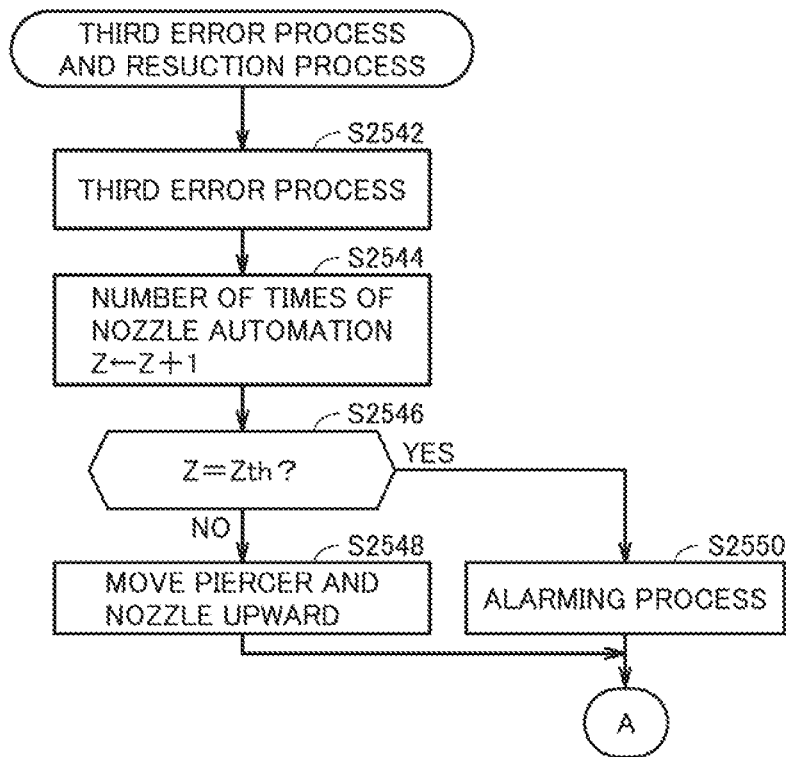 THIRD ERROR PROCESS
AND RESUCTION PROCESS
S2542
THIRD ERROR PROCESS
S2544
NUMBER OF TIMES OF
NOZZLE AUTOMATION
Z←Z+1
S2546
Z=Zth?
YES
NO
S2548
MOVE PIERCER AND
NOZZLE UPWARD
S2550
ALARMING PROCESS
A